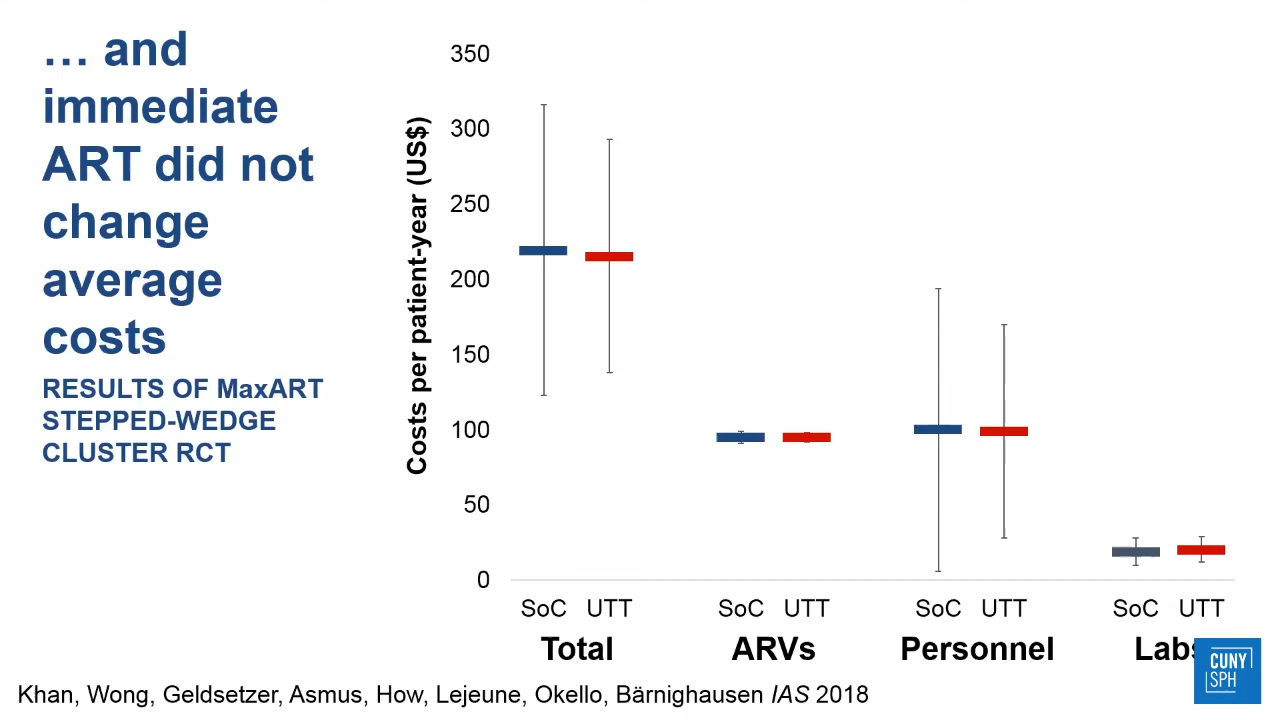 … and
immediate
ART did not
change
average
costs
RESULTS OF MaxART
STEPPED-WEDGE
CLUSTER RCT
Costs per patient-year (US$)
350
300
250
200
150
100
50
0
SoC UTT SoC UTT SoC UTT SoC UTT
Total ARVs Personnel Labs
CUNY
SPH
Khan, Wong, Geldsetzer, Asmus, How, Lejeune, Okello, Bärnighausen IAS 2018